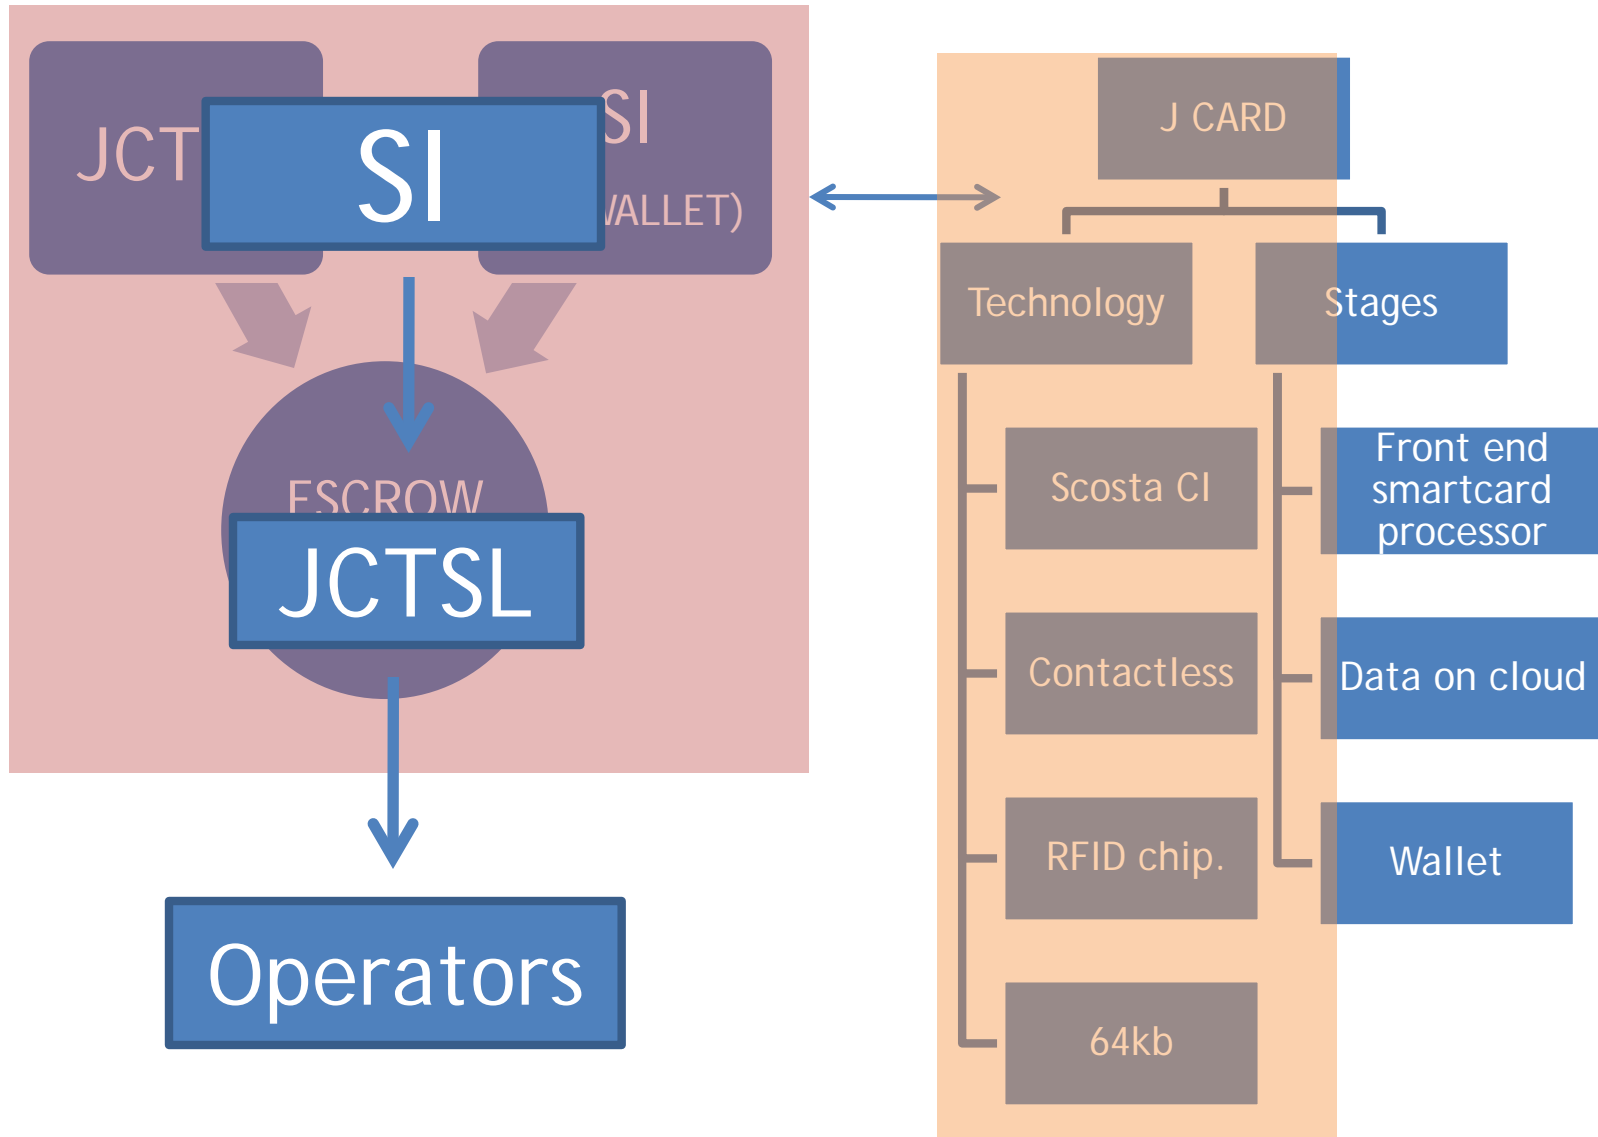 JCT
SI
SI
WALLET)
ESCROW
JCTSL
Operators
J CARD
Technology
Stages
Scosta CI
Contactless
RFID chip.
64kb
Front end
smartcard
processor
Data on cloud
Wallet